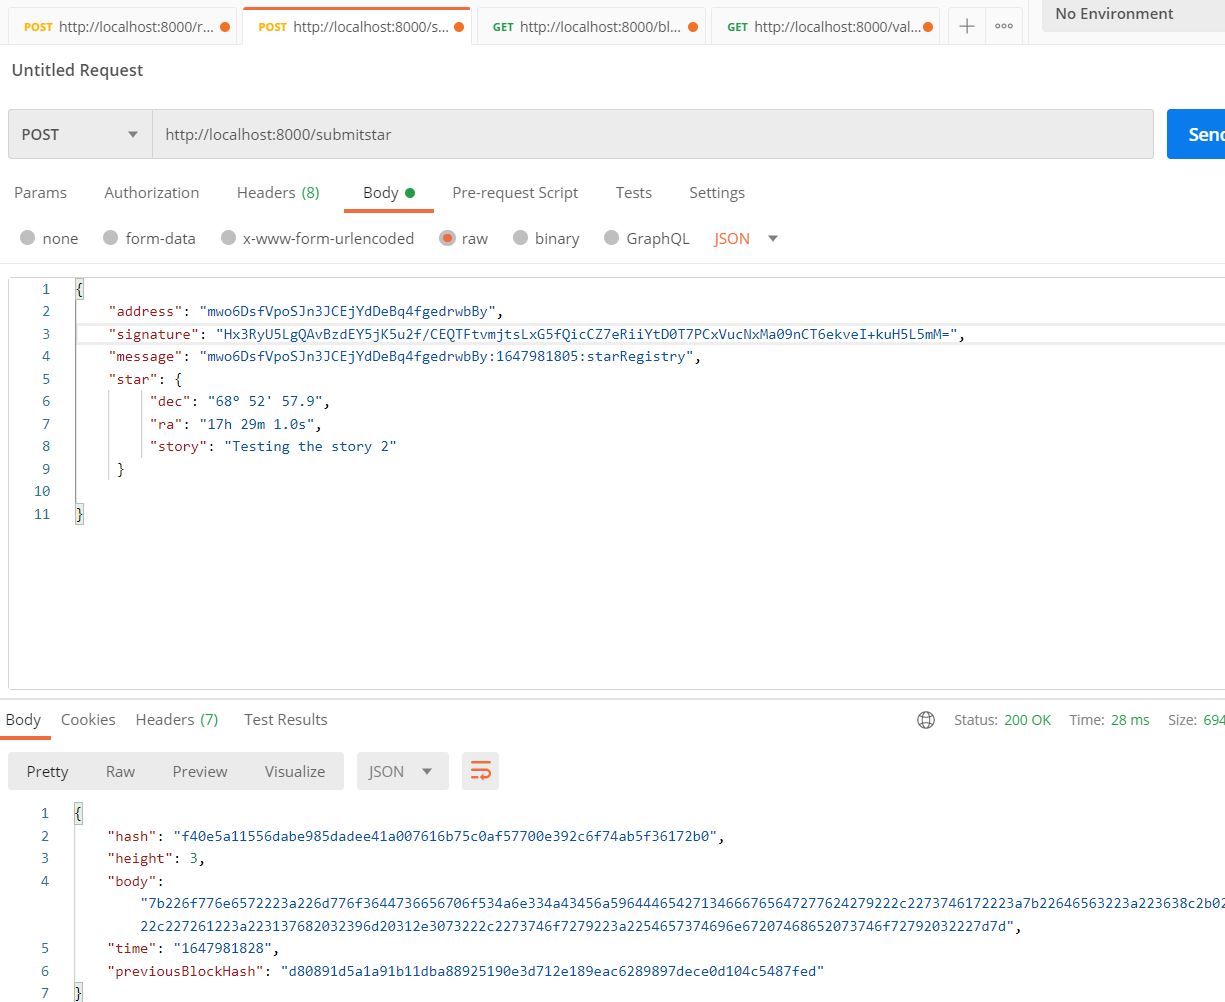 POST http://localhost:8000/r... POST http://localhost:8000/s... GET http://localhost:8000/bl... GET http://localhost:8000/val... No Environment
Untitled Request
POST http://localhost:8000/submitstar Send
Params Authorization Headers (8) Body Pre-request Script Tests Settings
none form-data x-www-form-urlencoded raw binary GraphQL JSON
1 {
2 "address": "mwo6DsfVpoSJn3JCEjYdDeBq4fgedrwbBy",
3 "signature": "Hx3RyU5LgQAvBzdEY5jK5u2f/CEQTFtvmjtsLxG5fQicCZ7eRiiYtD0T7PCxVucNxMa09nCT6ekveI+kuH5L5mM=",
4 "message": "mwo6DsfVpoSJn3JCEjYdDeBq4fgedrwbBy:1647981805:starRegistry",
5 "star": {
6 "dec": "68º 52' 57.9",
7 "ra": "17h 29m 1.0s",
8 "story": "Testing the story 2"
9 }
10
11 }
Body Cookies Headers (7) Test Results Status: 200 OK Time: 28 ms Size: 694
Pretty Raw Preview Visualize JSON
1 {
2 "hash": "f40e5a11556dabe985dadee41a007616b75c0af57700e392c6f74ab5f36172b0",
3 "height": 3,
4 "body":
"7b226f776e6572223a226d776f3644736656706f534a6e334a43456a59644465427134666765647277624279222c2273746172223a7b22646563223a223638c2b02
22c227261223a223137682032396d20312e3073222c2273746f7279223a2254657374696e67207468652073746f72792032227d7d",
5 "time": "1647981828",
6 "previousBlockHash": "d80891d5a1a91b11dba88925190e3d712e189eac6289897dece0d104c5487fed"
7 }